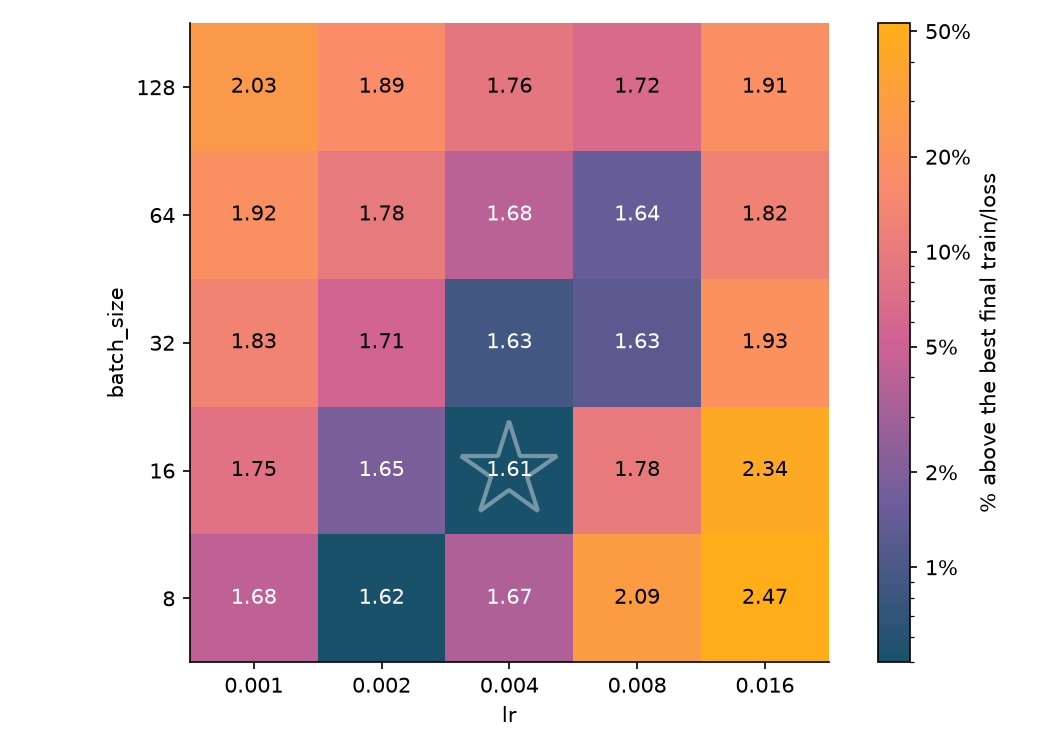 128 2.03 1.89 1.76 1.72 1.91
64 1.92 1.78 1.68 1.64 1.82
32 1.83 1.71 1.63 1.63 1.93
16 1.75 1.65 1.61 1.78 2.34
8 1.68 1.62 1.67 2.09 2.47
0.001 0.002 0.004 0.008 0.016
lr
batch_size
50%
20%
10%
5%
2%
1%
% above the best final train/loss